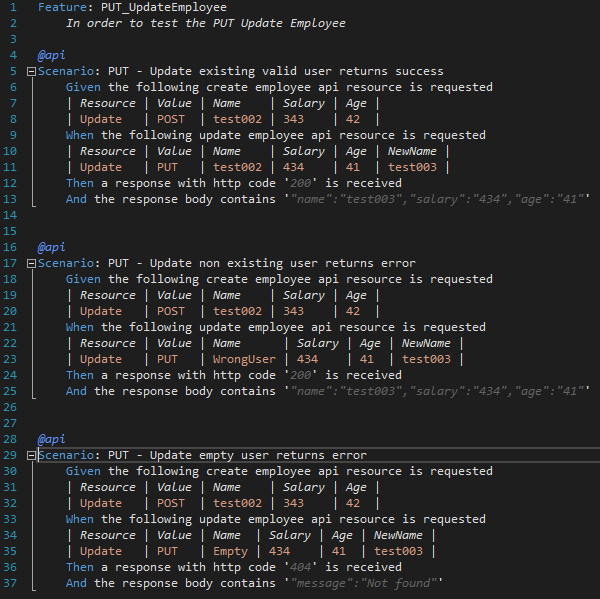 1 Feature: PUT_UpdateEmployee
2 In order to test the PUT Update Employee
3
4 @api
5 Scenario: PUT - Update existing valid user returns success
6 Given the following create employee api resource is requested
7 | Resource | Value | Name | Salary | Age |
8 | Update | POST | test002 | 343 | 42 |
9 When the following update employee api resource is requested
10 | Resource | Value | Name | Salary | Age | NewName |
11 | Update | PUT | test002 | 434 | 41 | test003 |
12 Then a response with http code '200' is received
13 And the response body contains '"name":"test003","salary":"434","age":"41"'
14
15
16 @api
17 Scenario: PUT - Update non existing user returns error
18 Given the following create employee api resource is requested
19 | Resource | Value | Name | Salary | Age |
20 | Update | POST | test002 | 343 | 42 |
21 When the following update employee api resource is requested
22 | Resource | Value | Name | Salary | Age | NewName |
23 | Update | PUT | WrongUser | 434 | 41 | test003 |
24 Then a response with http code '200' is received
25 And the response body contains '"name":"test003","salary":"434","age":"41"'
26
27
28 @api
29 Scenario: PUT - Update empty user returns error
30 Given the following create employee api resource is requested
31 | Resource | Value | Name | Salary | Age |
32 | Update | POST | test002 | 343 | 42 |
33 When the following update employee api resource is requested
34 | Resource | Value | Name | Salary | Age | NewName |
35 | Update | PUT | Empty | 434 | 41 | test003 |
36 Then a response with http code '404' is received
37 And the response body contains '"message":"Not found"'